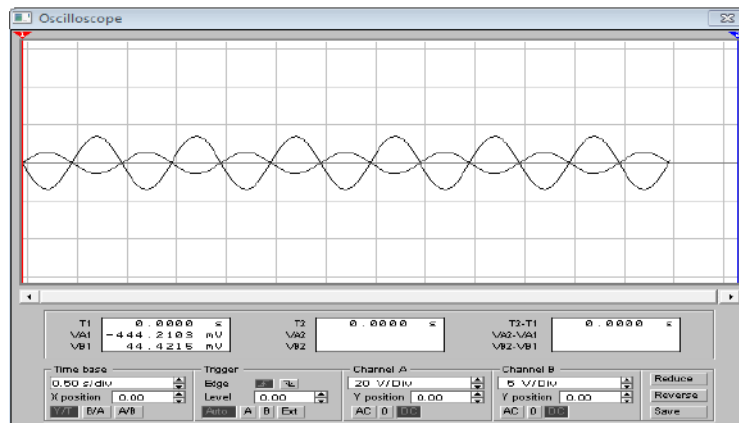 Oscilloscope
T1 0.0000 s T2 0.0000 s T2-T1 0.0000 s
VA1 -444.2103 mV VA2 VA2-VA1
VB1 44.4215 mV VB2 VB2-VB1
Time base Trigger Channel A Channel B
0.50 s/div Edge 20 V/Div 5 V/Div Reduce
X position 0.00 Level 0.00 Y position 0.00 Y position 0.00 Reverse
Y/T B/A A/B Auto A B Ext AC 0 DC AC 0 DC Save